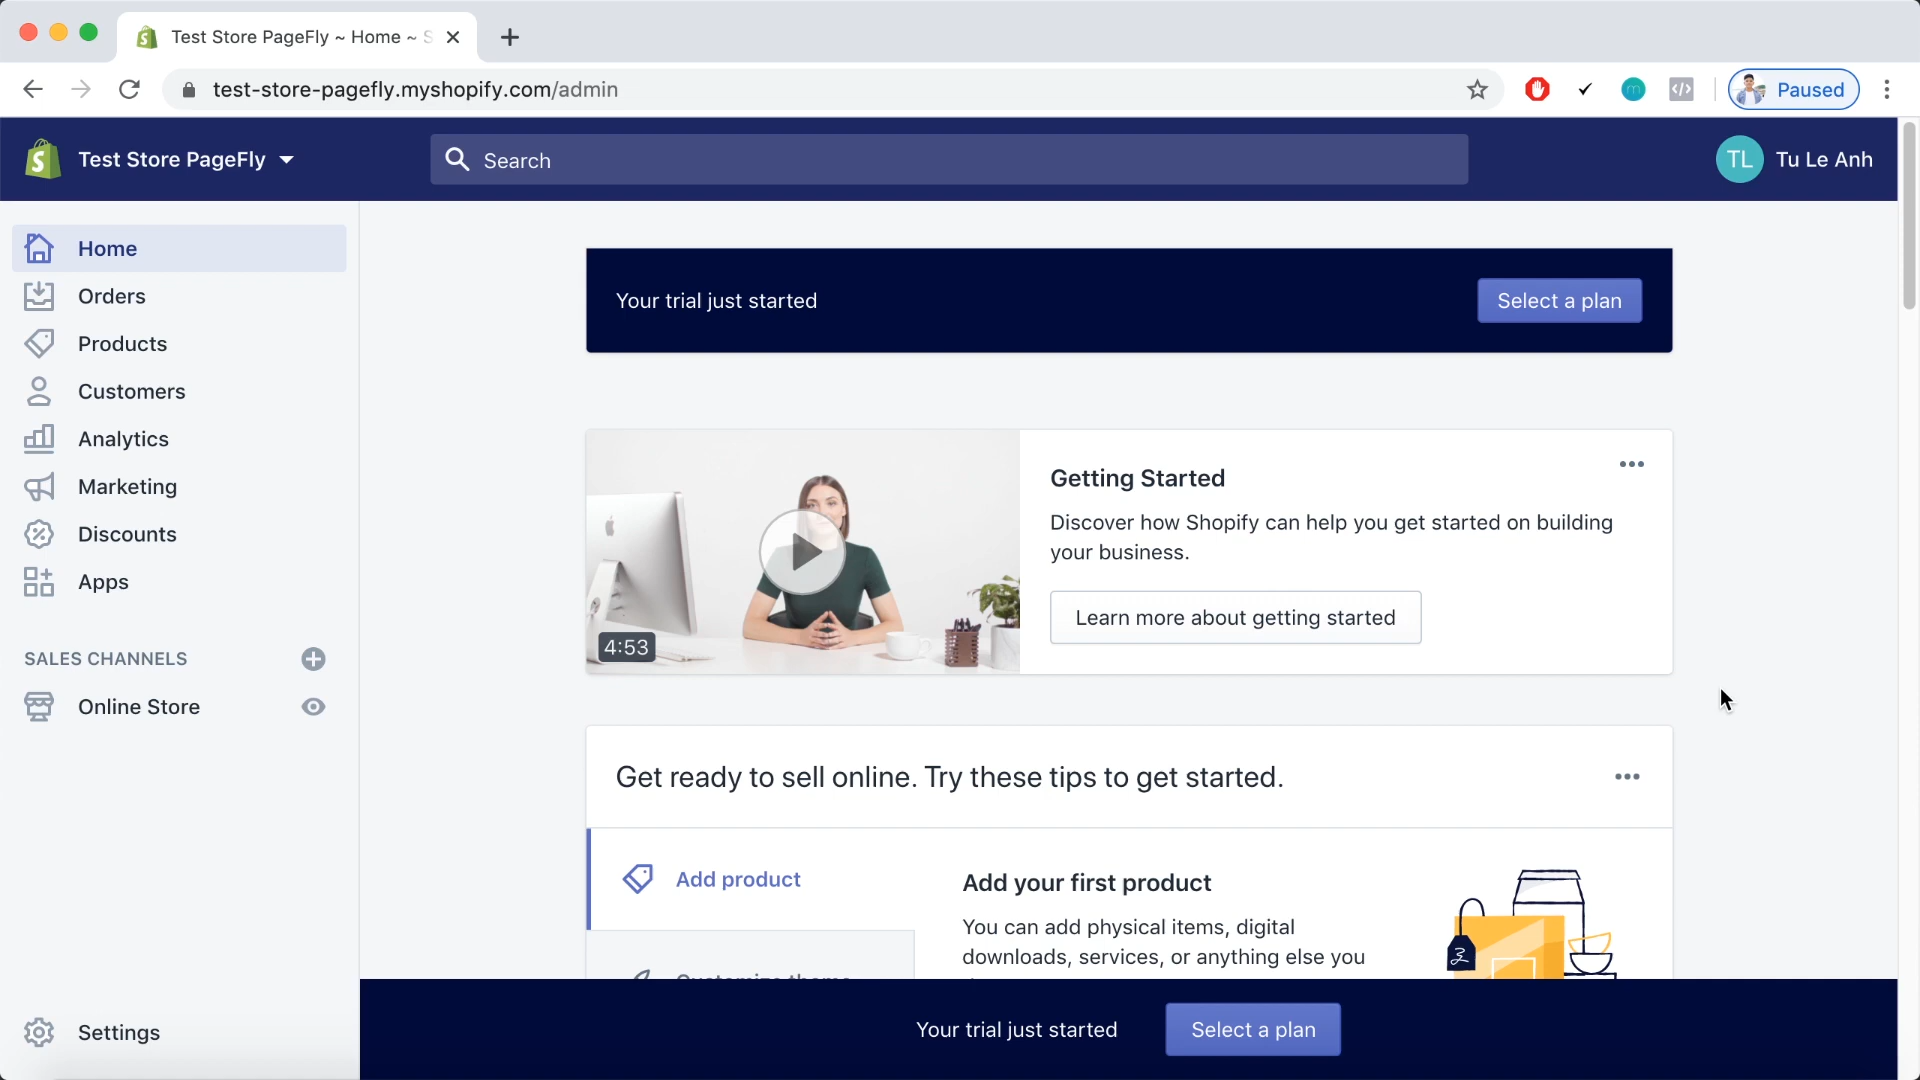 Test Store PageFly ~ Home ~ S
test-store-pagefly.myshopify.com/admin
Paused
Test Store PageFly
Search
TL
Tu Le Anh
Home
Orders
Products
Customers
Analytics
Marketing
Discounts
Apps
SALES CHANNELS
Online Store
Settings
Your trial just started
Select a plan
4:53
Getting Started
Discover how Shopify can help you get started on building
your business.
Learn more about getting started
Get ready to sell online. Try these tips to get started.
Add product
Customize theme
Add your first product
You can add physical items, digital
downloads, services, or anything else you
Your trial just started
Select a plan